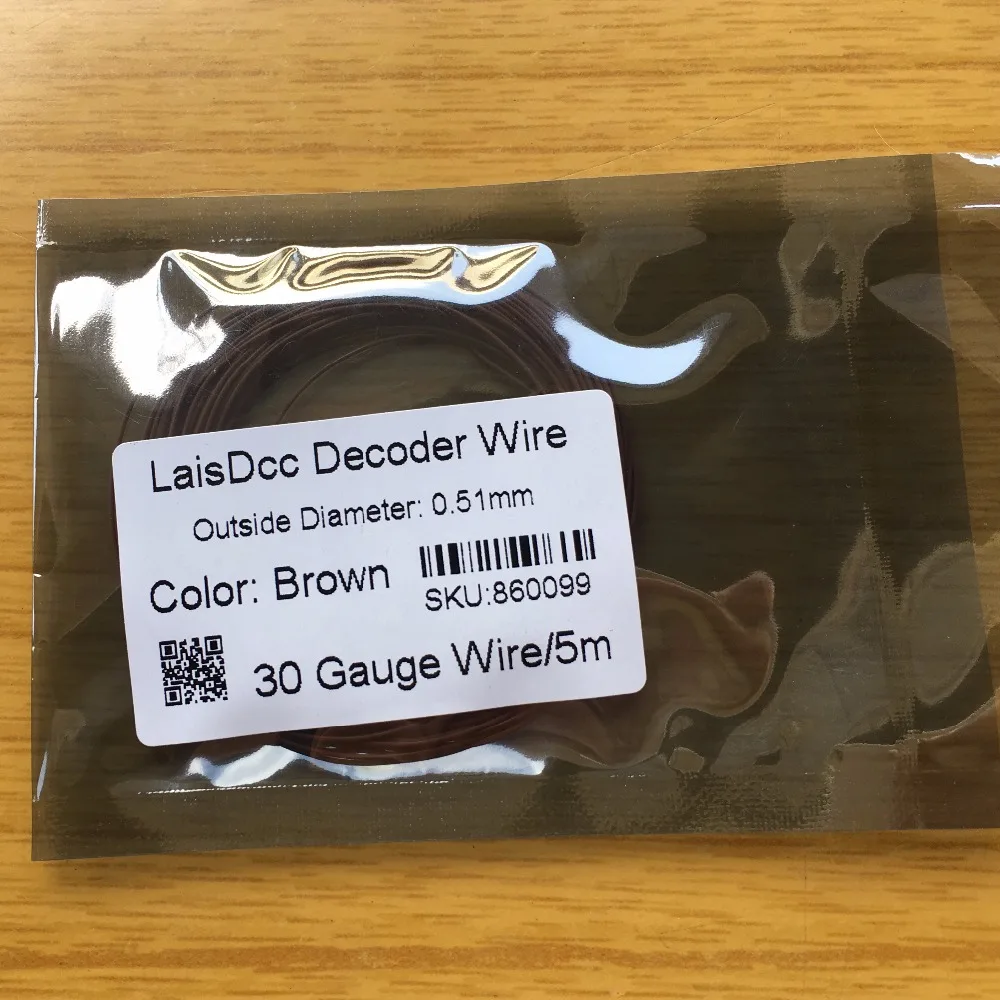 LaisDcc Decoder Wire
Outside Diameter: 0.51mm
Color: Brown
SKU:860099
30 Gauge Wire/5m